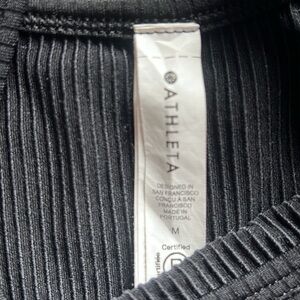 ATHLETA
DESIGNED IN
SAN FRANCISCO
CONÇU À SAN
FRANCISCO
MADE IN
PORTUGAL
M
Certified
B